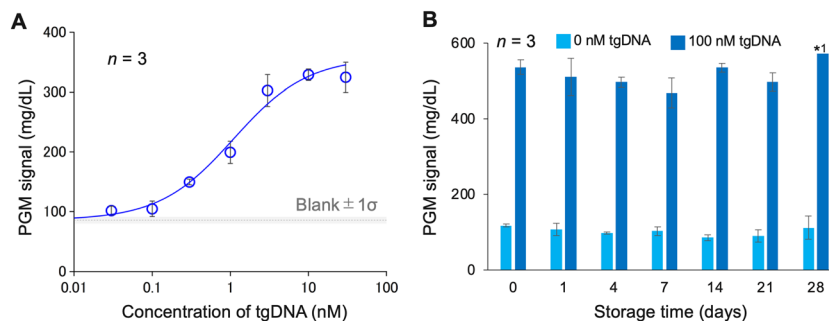 A
n = 3
PGM signal (mg/dL)
400
300
200
100
0
Blank ± 1σ
0.01
0.1
1
10
100
Concentration of tgDNA (nM)
B
n = 3
0 nM tgDNA
100 nM tgDNA
*1
PGM signal (mg/dL)
600
400
200
0
0
1
4
7
14
21
28
Storage time (days)